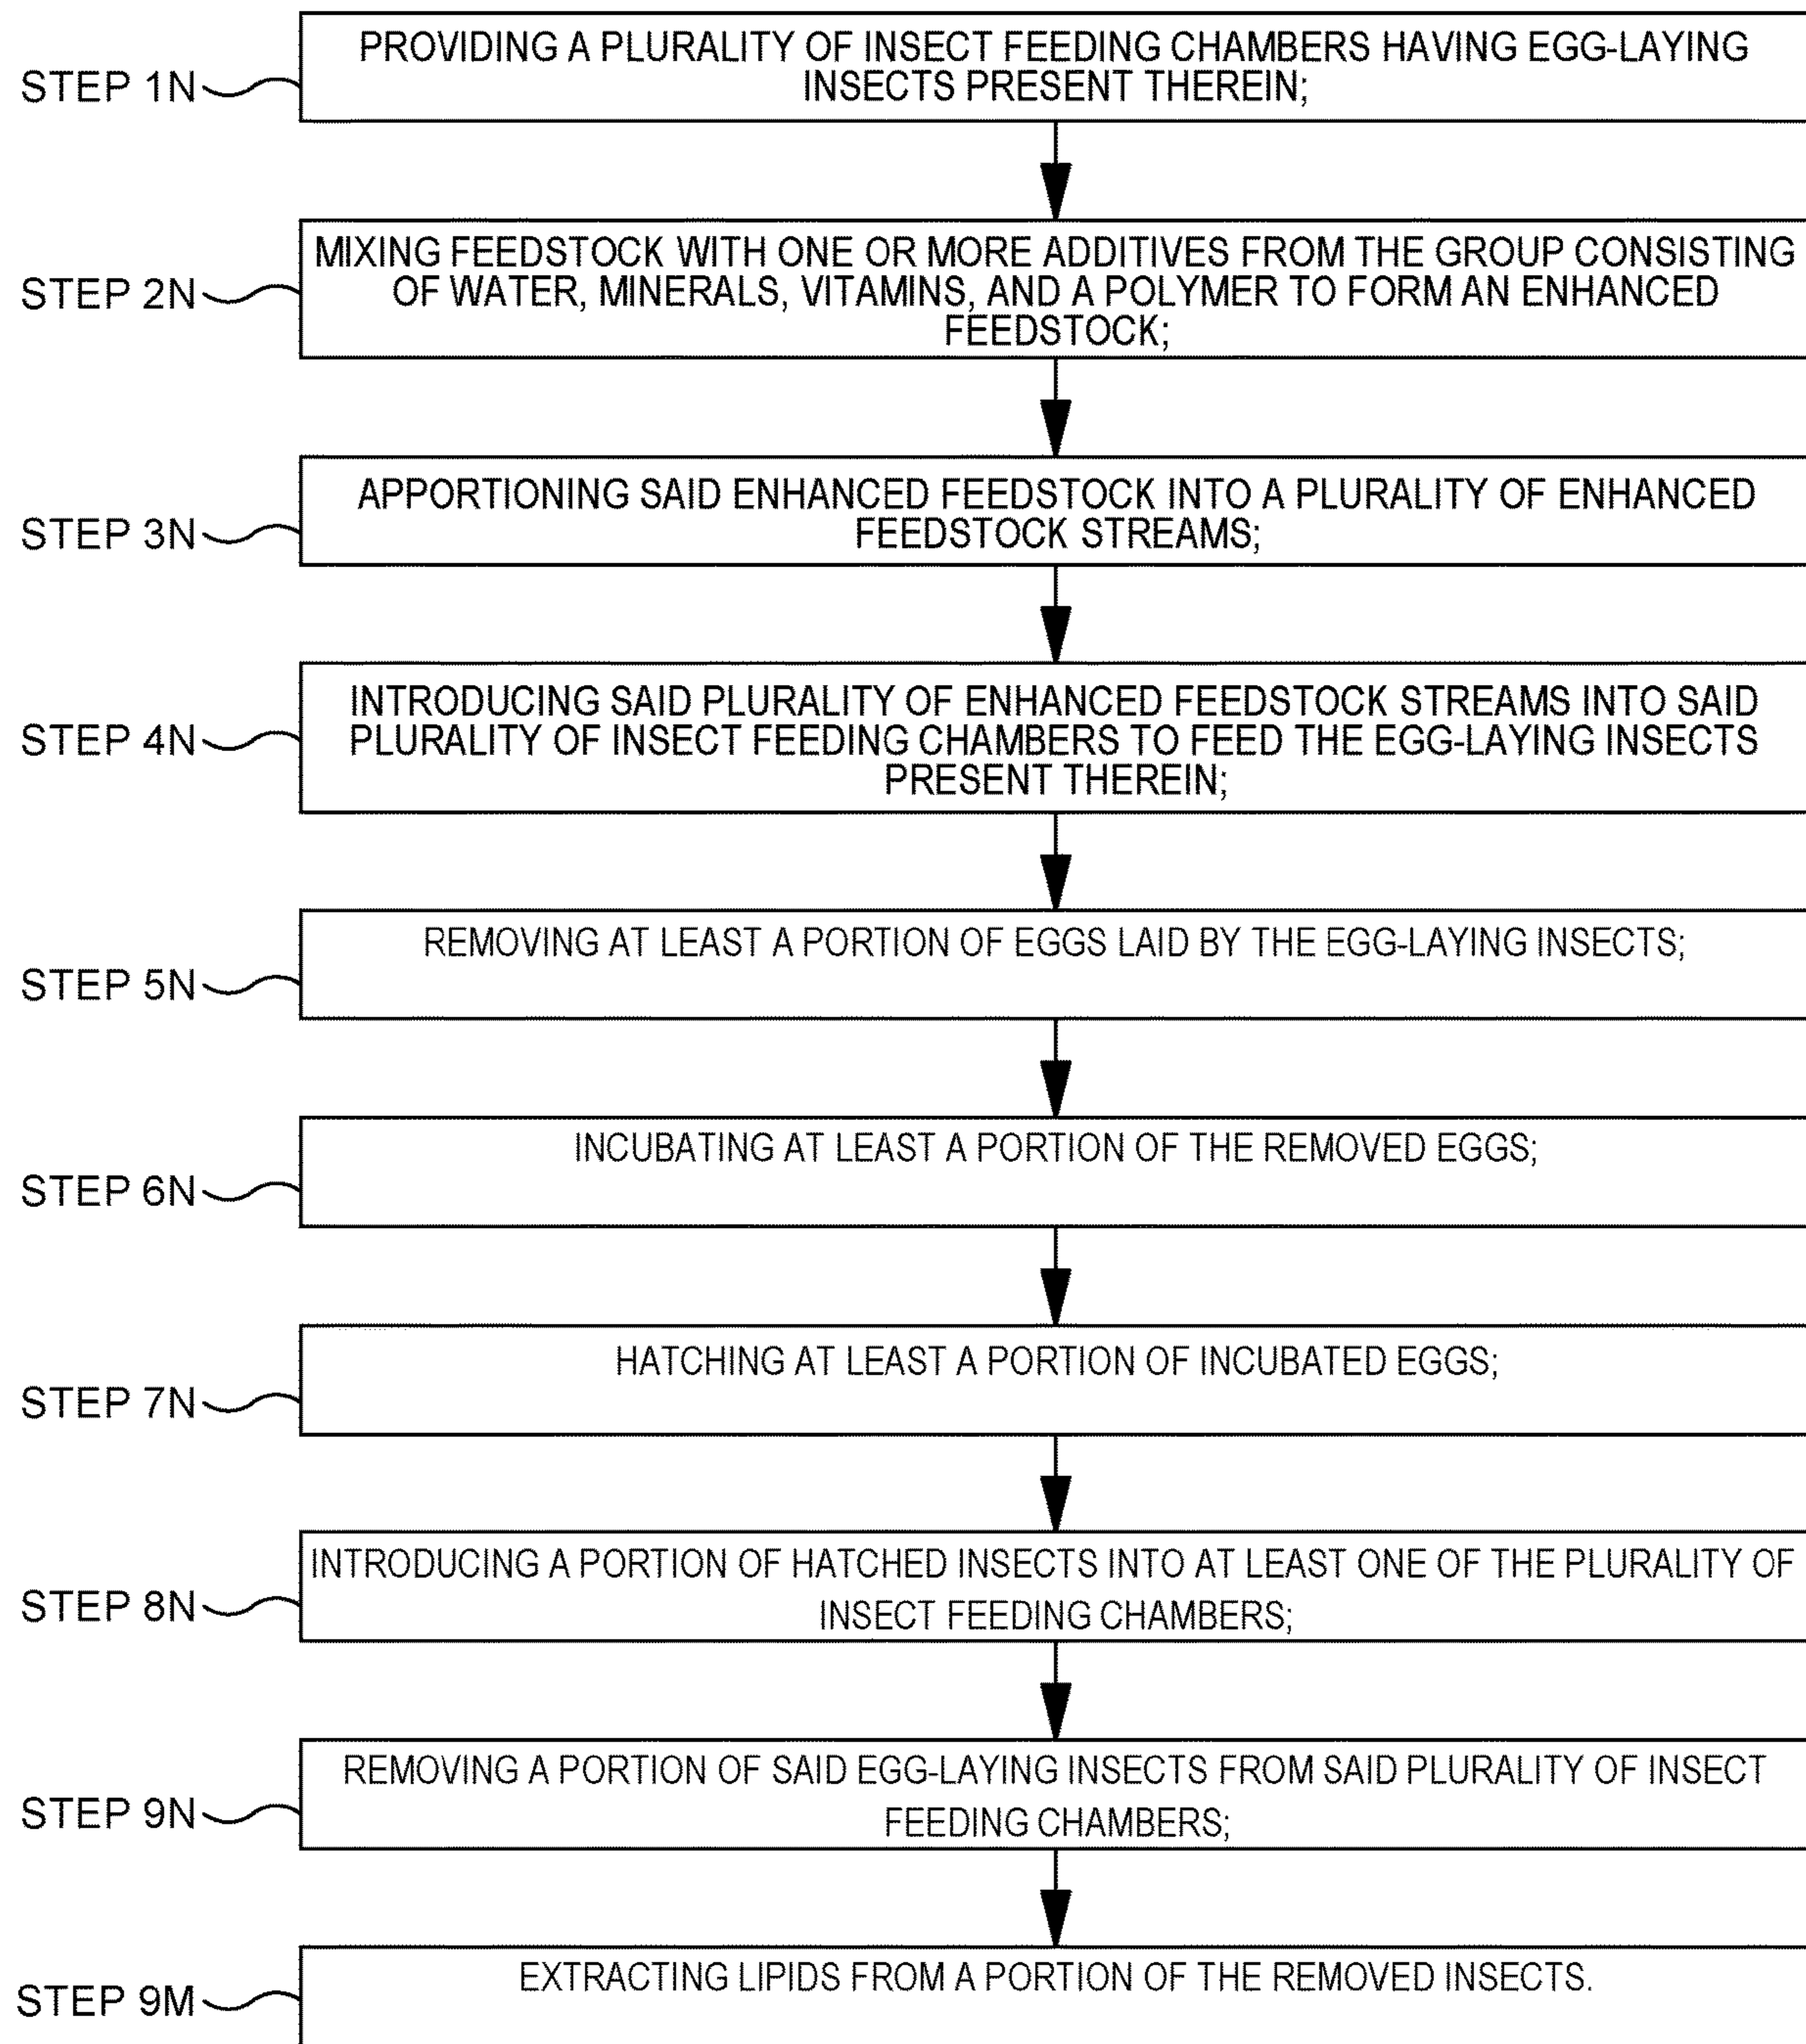 STEP 1N
PROVIDING A PLURALITY OF INSECT FEEDING CHAMBERS HAVING EGG-LAYING
INSECTS PRESENT THEREIN;
STEP 2N
MIXING FEEDSTOCK WITH ONE OR MORE ADDITIVES FROM THE GROUP CONSISTING
OF WATER, MINERALS, VITAMINS, AND A POLYMER TO FORM AN ENHANCED
FEEDSTOCK;
STEP 3N
APPORTIONING SAID ENHANCED FEEDSTOCK INTO A PLURALITY OF ENHANCED
FEEDSTOCK STREAMS;
STEP 4N
INTRODUCING SAID PLURALITY OF ENHANCED FEEDSTOCK STREAMS INTO SAID
PLURALITY OF INSECT FEEDING CHAMBERS TO FEED THE EGG-LAYING INSECTS
PRESENT THEREIN;
STEP 5N
REMOVING AT LEAST A PORTION OF EGGS LAID BY THE EGG-LAYING INSECTS;
STEP 6N
INCUBATING AT LEAST A PORTION OF THE REMOVED EGGS;
STEP 7N
HATCHING AT LEAST A PORTION OF INCUBATED EGGS;
STEP 8N
INTRODUCING A PORTION OF HATCHED INSECTS INTO AT LEAST ONE OF THE PLURALITY OF
INSECT FEEDING CHAMBERS;
STEP 9N
REMOVING A PORTION OF SAID EGG-LAYING INSECTS FROM SAID PLURALITY OF INSECT
FEEDING CHAMBERS;
STEP 9M
EXTRACTING LIPIDS FROM A PORTION OF THE REMOVED INSECTS.